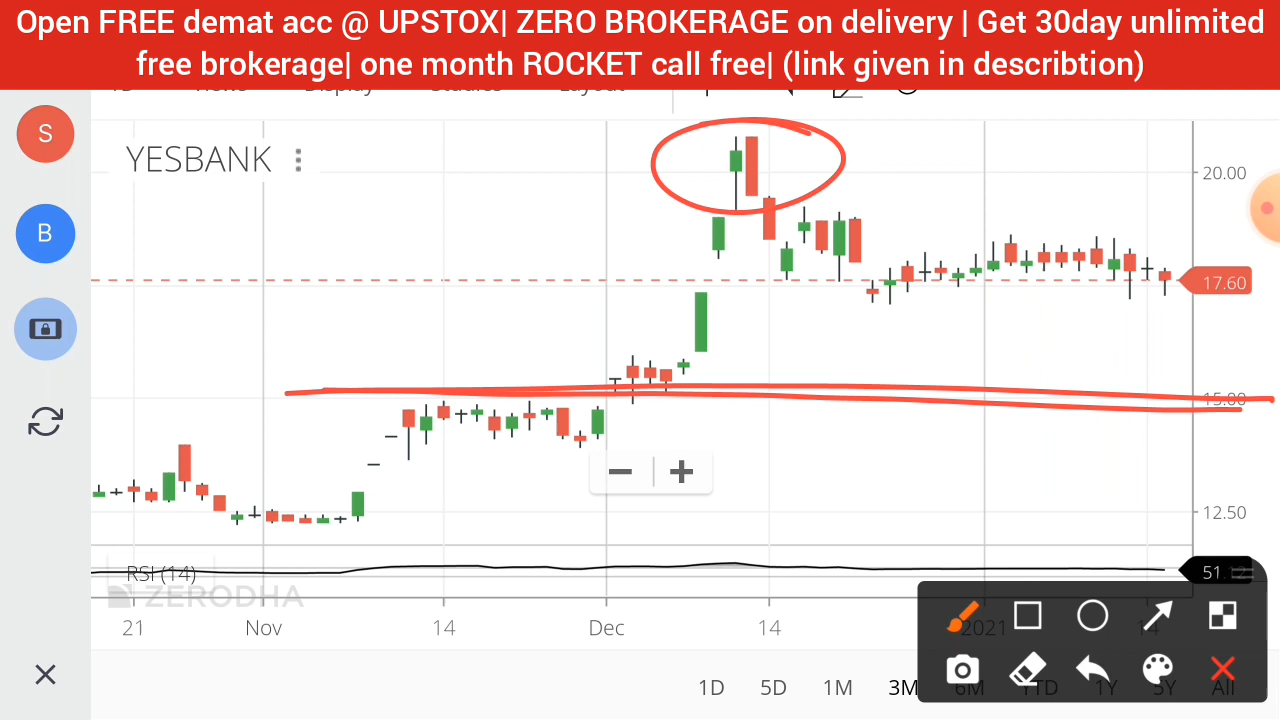 Open FREE demat acc @ UPSTOX| ZERO BROKERAGE on delivery | Get 30day unlimited
free brokerage| one month ROCKET call free| (link given in describtion)
S
YESBANK
20.00
B
17.60
15.00
12.50
RSI (14)
51.12
ZERODHA
21 Nov 14 Dec 14 2021 14
1D 5D 1M 3M 6M YTD 1Y 5Y All